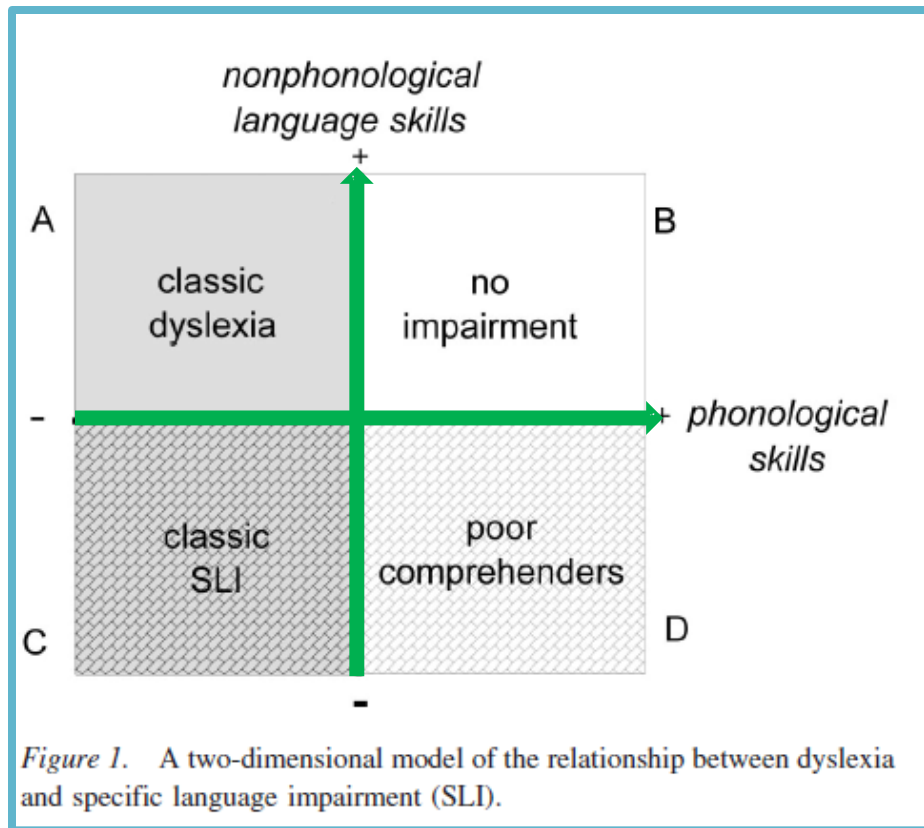 nonphonological
language skills
+
A
B
classic
dyslexia
no
impairment
-
+ phonological
skills
classic
SLI
poor
comprehenders
C
D
-
Figure 1. A two-dimensional model of the relationship between dyslexia
and specific language impairment (SLI).